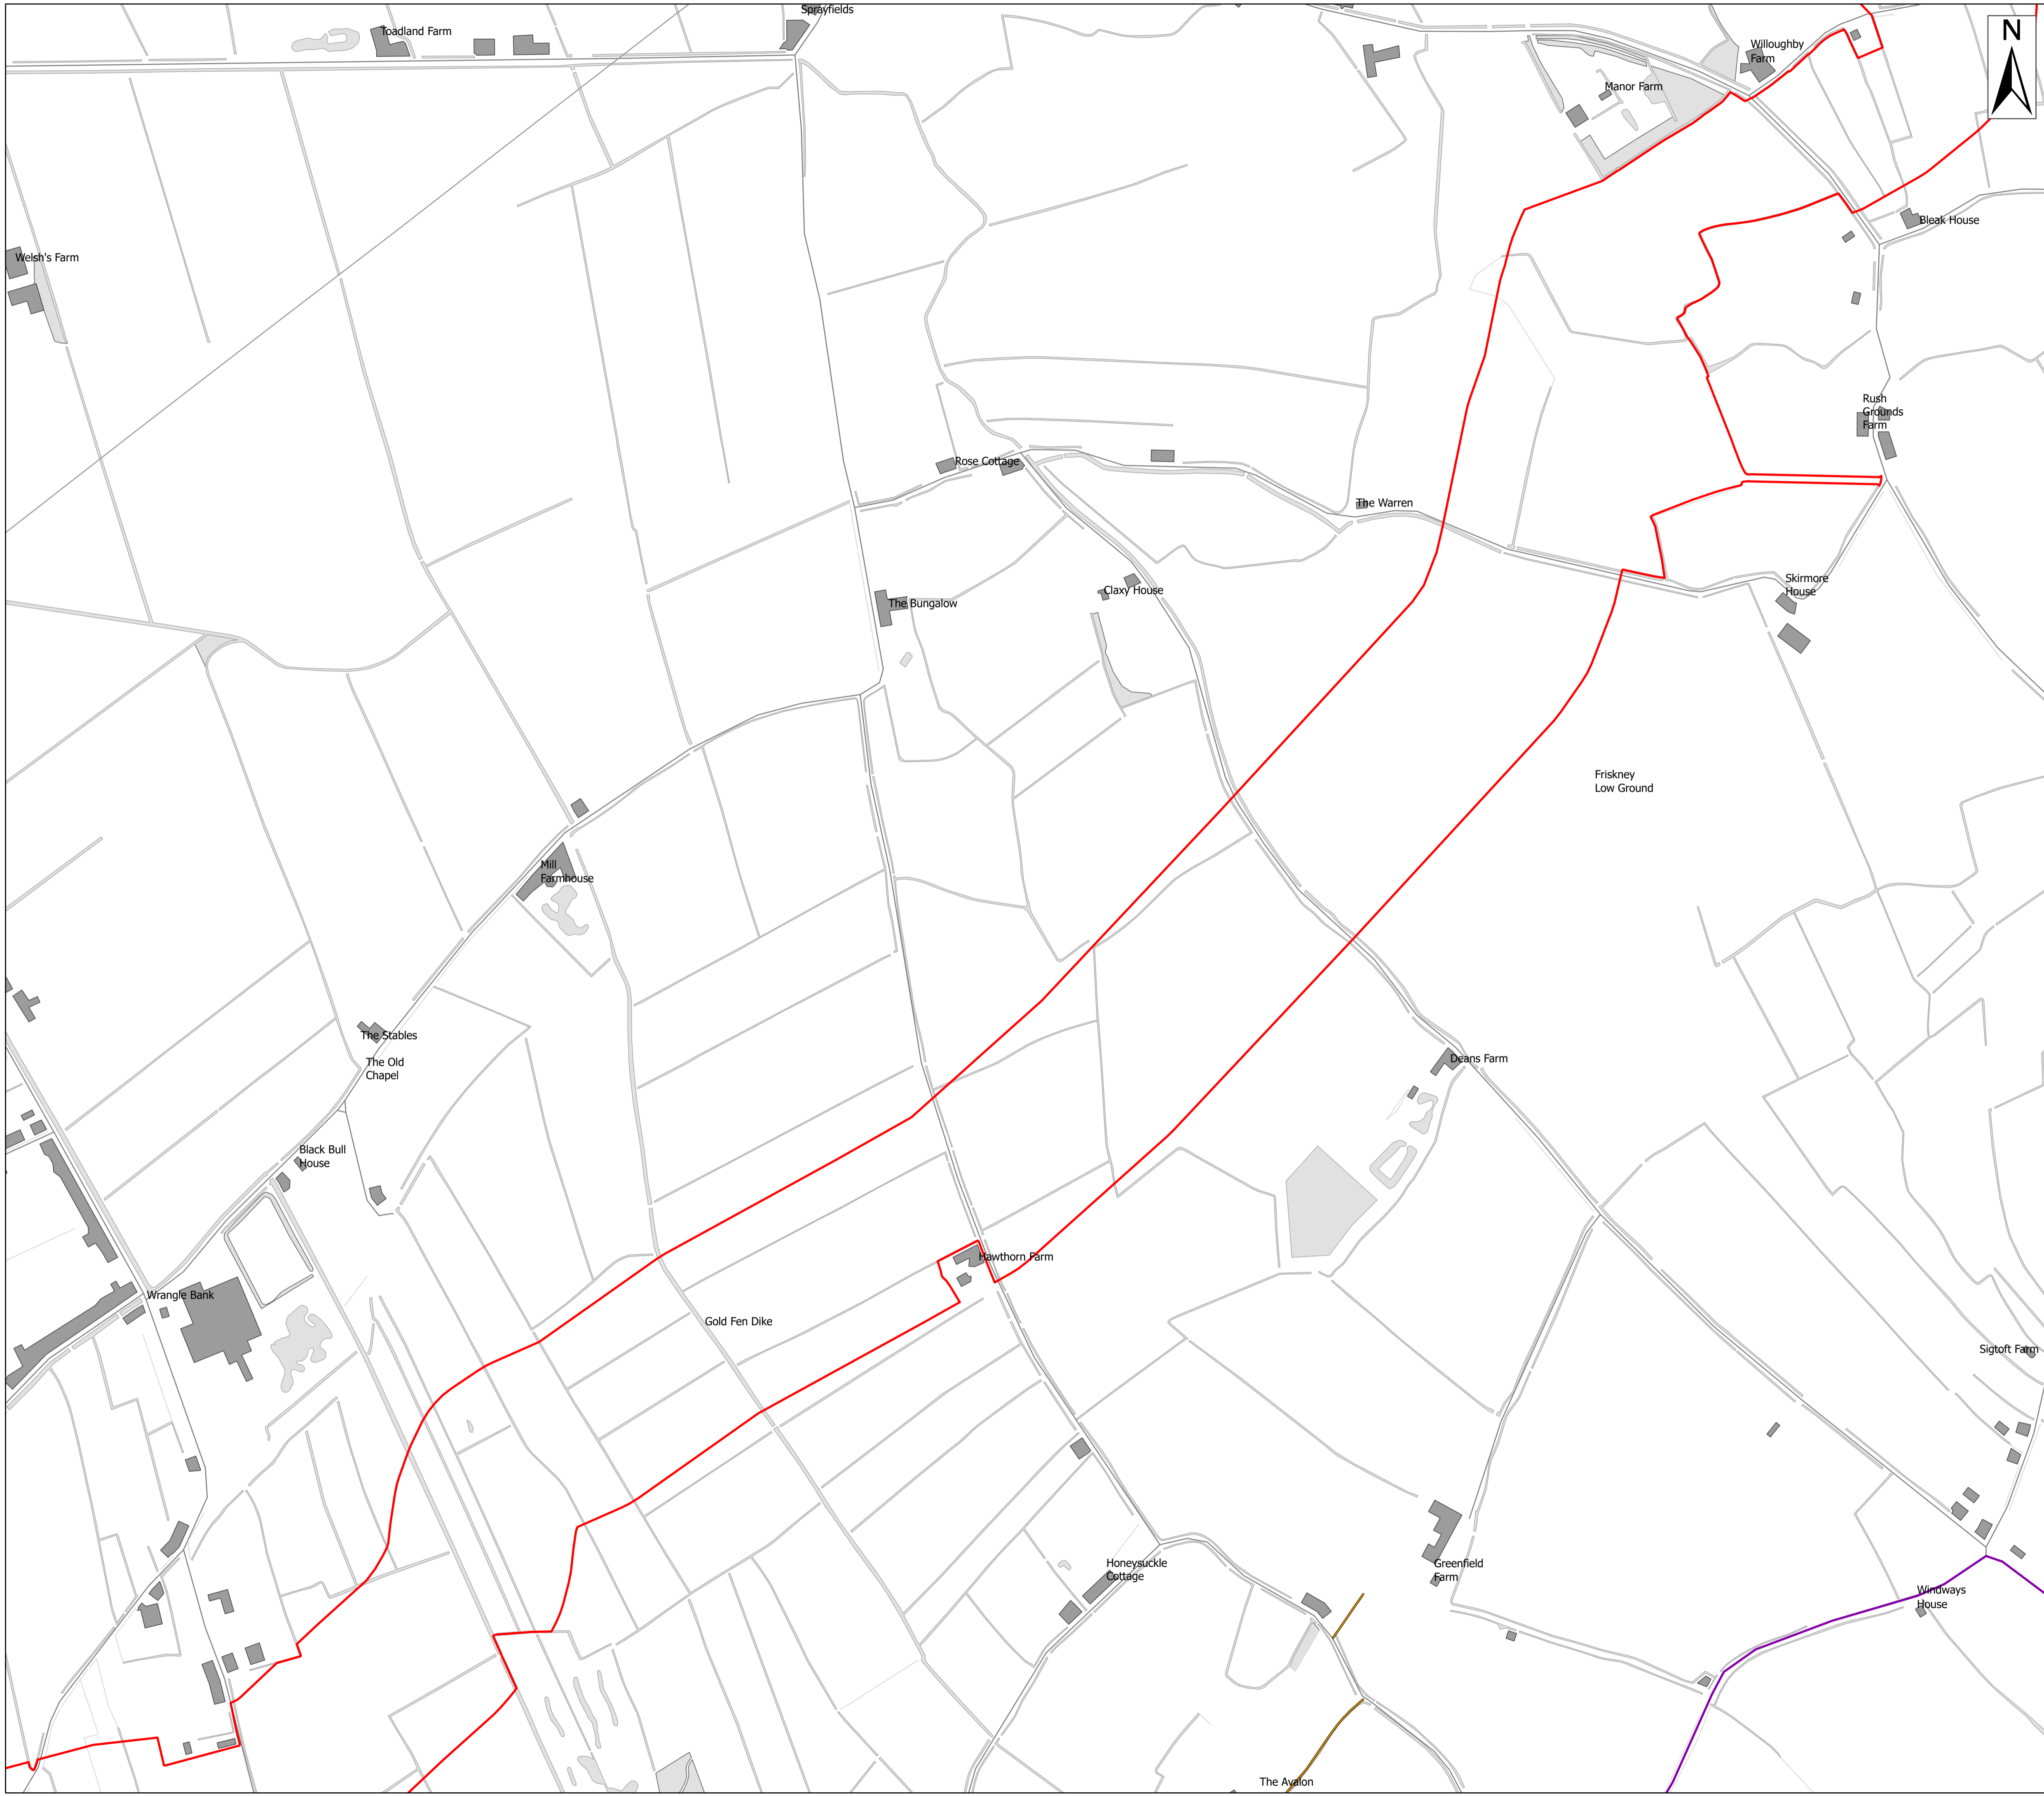 Sprayfields
Toadland Farm
N
Willoughby
Farm
Manor Farm
Bleak House
Welsh's Farm
Rush
Grounds
Farm
Rose Cottage
The Warren
Skirmore
House
Claxy House
The Bungalow
Friskney
Low Ground
Mill
Farmhouse
The Stables
The Old
Chapel
Deans Farm
Black Bull
House
Hawthorn Farm
Wrangle Bank
Gold Fen Dike
Sigtoft Farm
Honeysuckle
Cottage
Greenfield
Farm
Windways
House
The Avalon